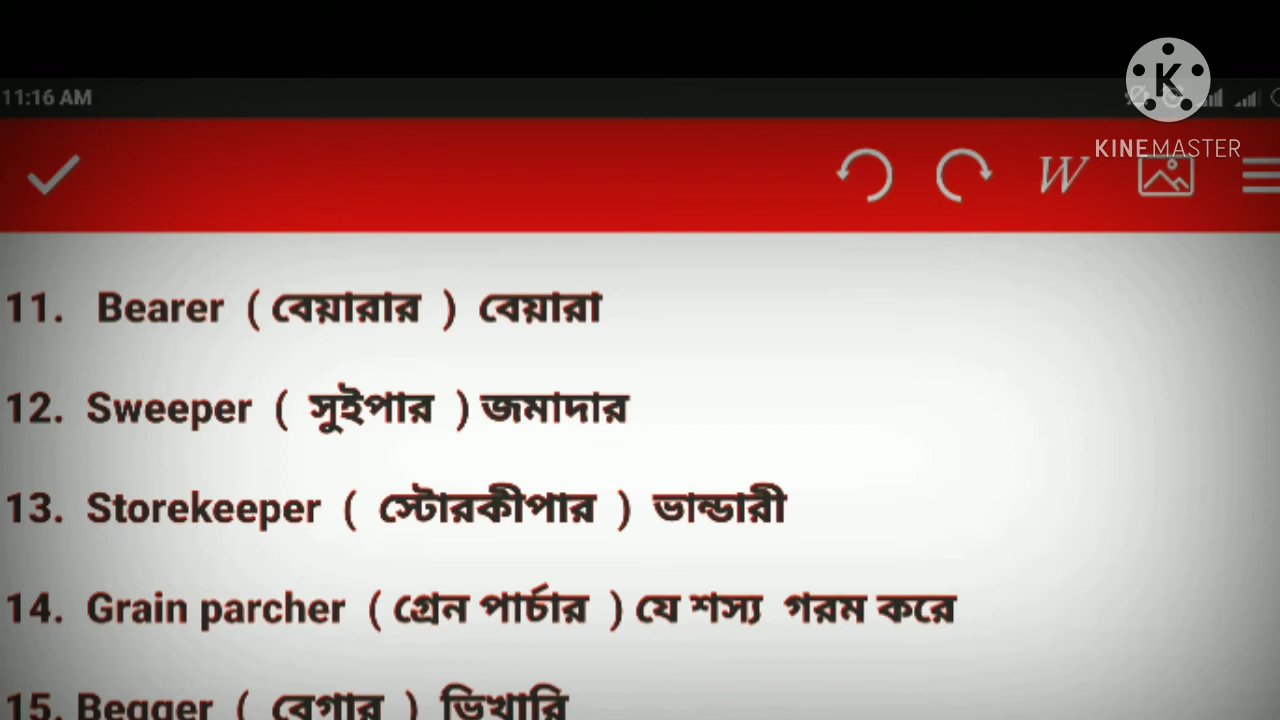 11:16 AM
KINEMASTER
W
11. Bearer ( বেয়ারার ) বেয়ারা
12. Sweeper ( সুইপার ) জমাদার
13. Storekeeper ( স্টোরকীপার ) ভান্ডারী
14. Grain parcher ( গ্রেন পার্চার ) যে শস্য গরম করে
15. Begger ( বেগার ) ভিখারি